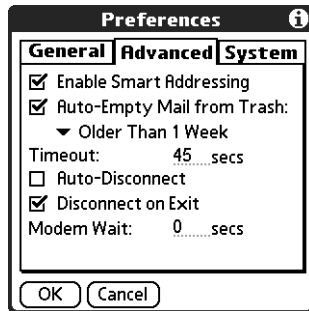 Preferences
General Advanced System
Enable Smart Addressing
Auto-Empty Mail from Trash:
Older Than 1 Week
Timeout: 45 secs
Auto-Disconnect
Disconnect on Exit
Modem Wait: 0 secs
OK Cancel